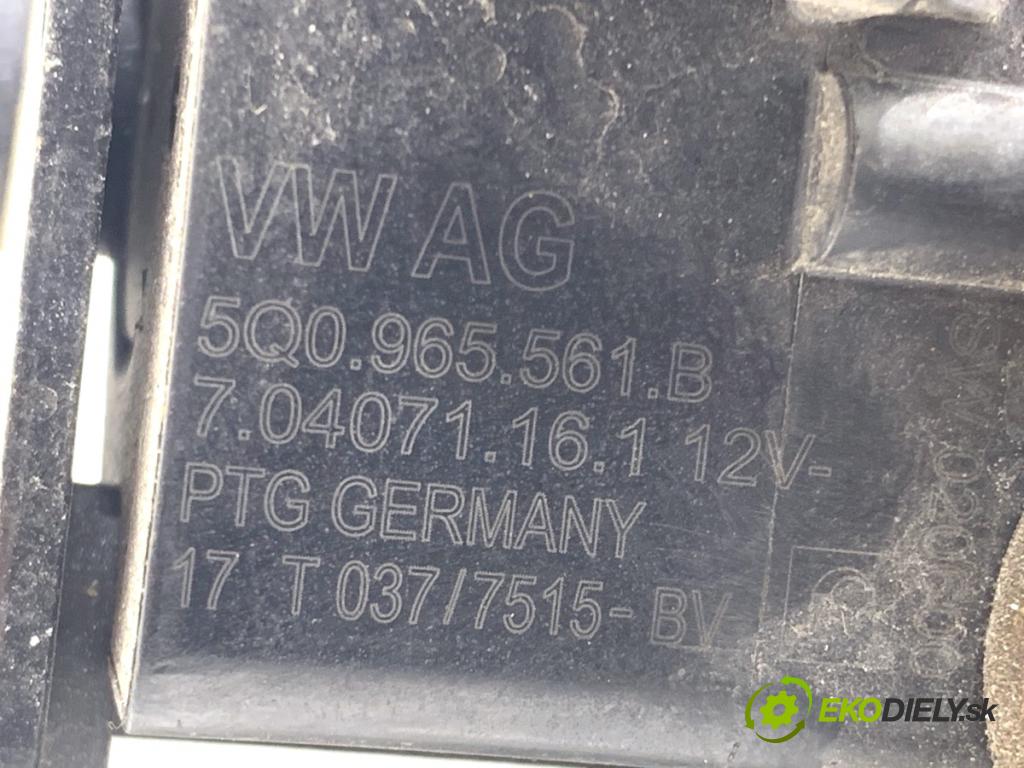 VW AG
5Q0.965.561.B
7.04071.16.1 12V-
PTG GERMANY
17 T 037/7515- BV
EKODIELY.sk